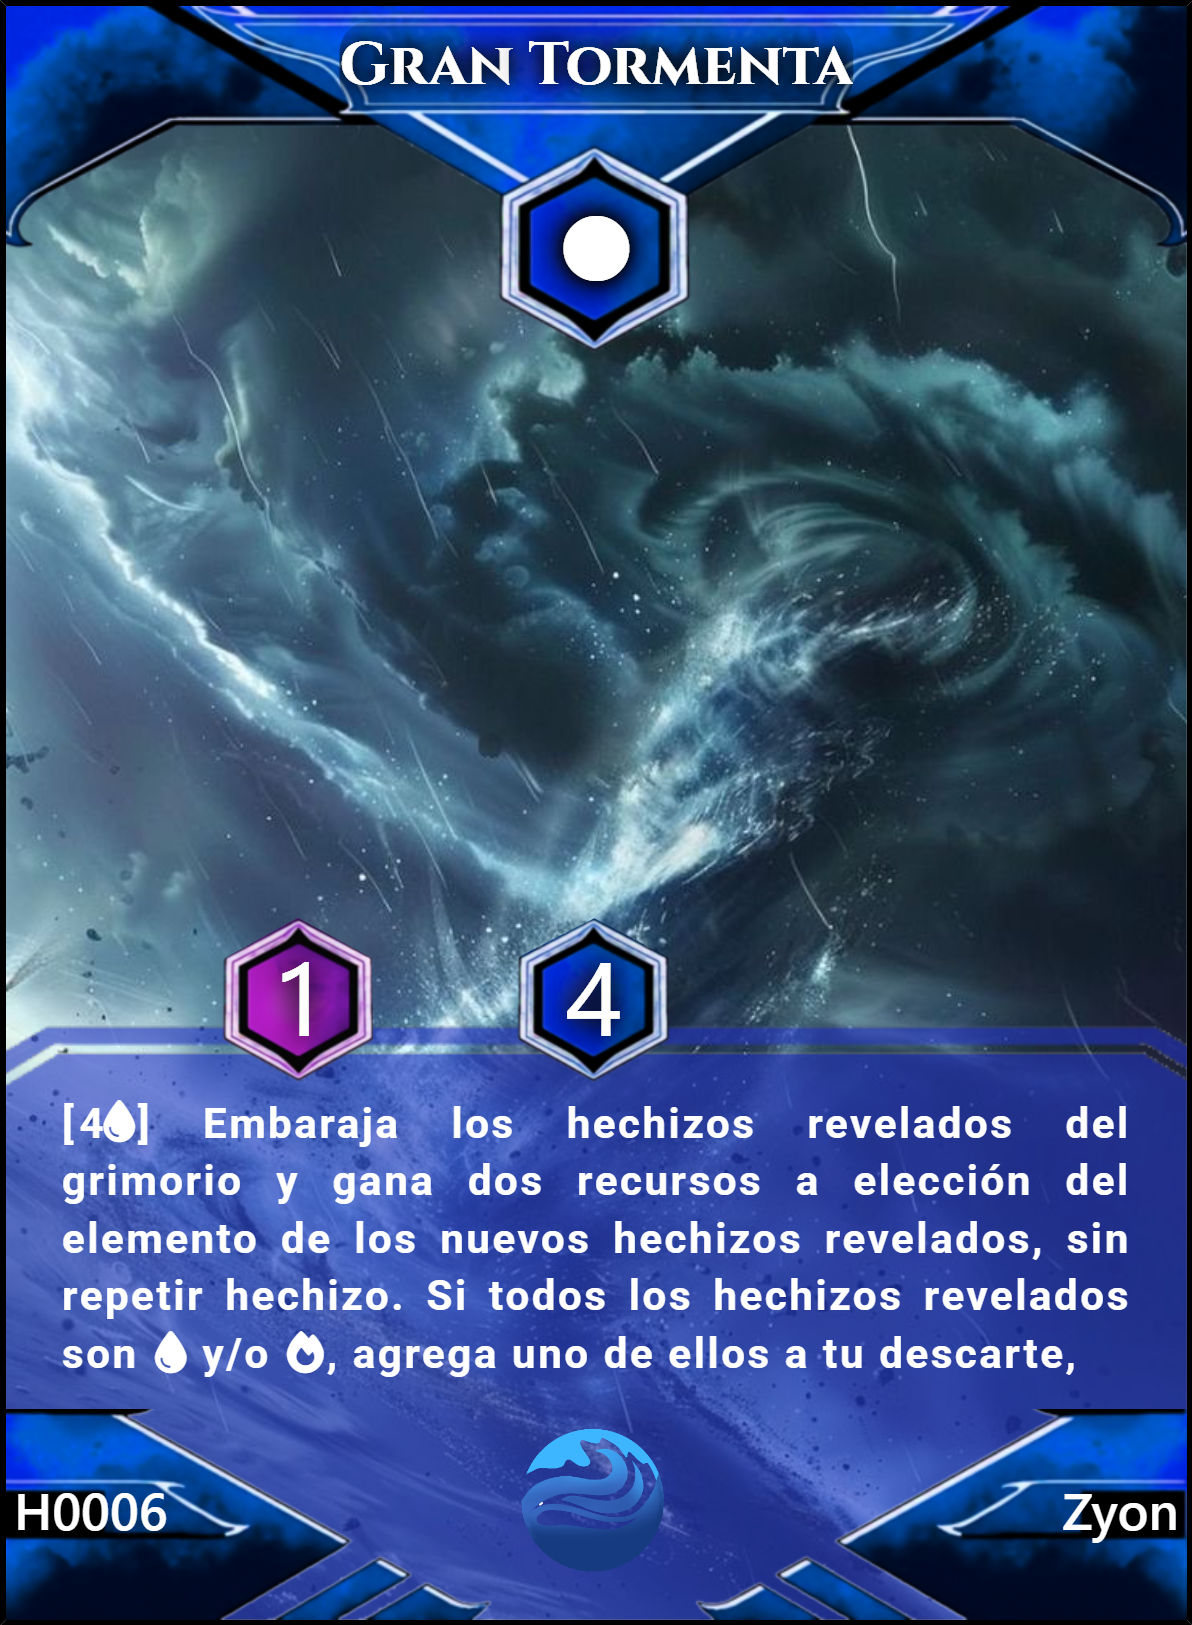 Gran Tormenta
1
4
[4💧] Embaraja los hechizos revelados del
grimorio y gana dos recursos a elección del
elemento de los nuevos hechizos revelados, sin
repetir hechizo. Si todos los hechizos revelados
son 💧 y/o 🔥, agrega uno de ellos a tu descarte,
H0006
Zyon